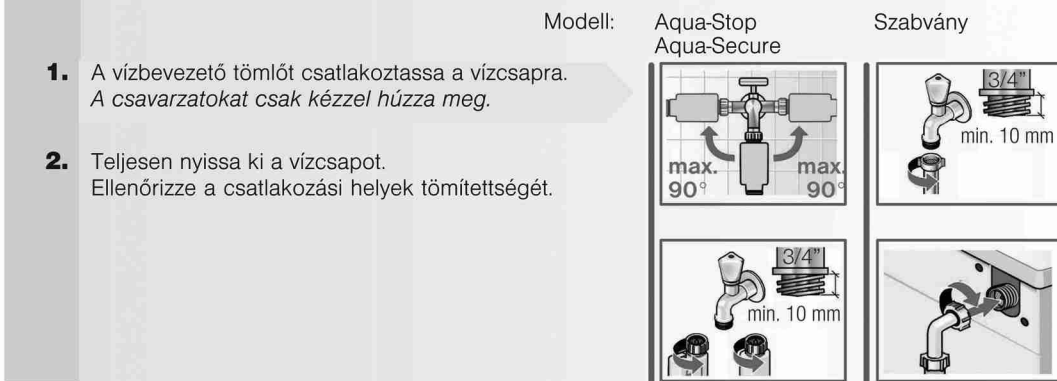 Modell:
Aqua-Stop
Aqua-Secure
Szabvány
1. A vízbevezető tömlőt csatlakoztassa a vízcsapra.
A csavarzatokat csak kézzel húzza meg.
2. Teljesen nyissa ki a vízcsapot.
Ellenőrizze a csatlakozási helyek tömítettségét.
max. 90°
max. 90°
3/4”
min. 10 mm
3/4”
min. 10 mm